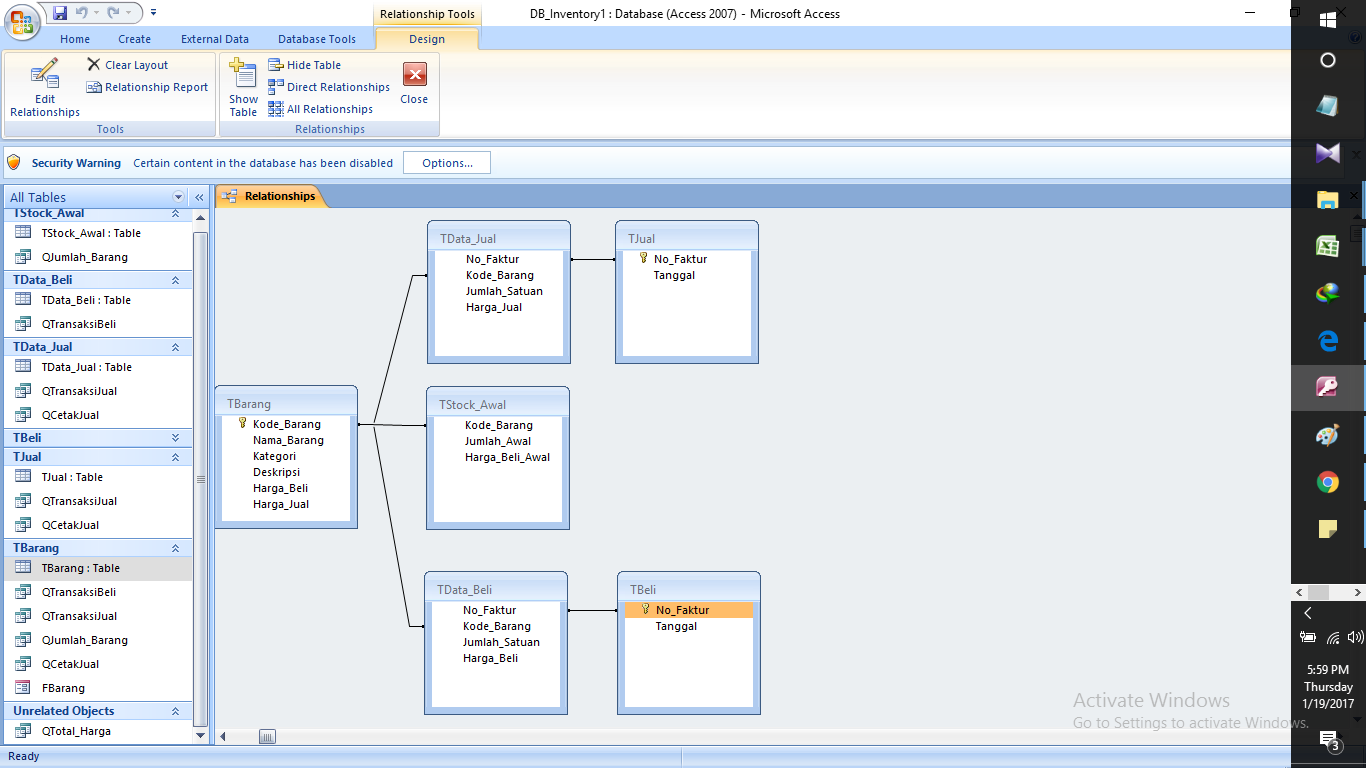 Relationship Tools
DB_Inventory1 : Database (Access 2007) - Microsoft Access
Home
Create
External Data
Database Tools
Design
Edit
Relationships
Clear Layout
Relationship Report
Tools
Show
Table
Hide Table
Direct Relationships
All Relationships
Close
Relationships
Security Warning
Certain content in the database has been disabled
Options...
All Tables
TStock_Awal
TStock_Awal : Table
QJumlah_Barang
TData_Beli
TData_Beli : Table
QTransaksiBeli
TData_Jual
TData_Jual : Table
QTransaksiJual
QCetakJual
TBeli
TJual
TJual : Table
QTransaksiJual
QCetakJual
TBarang
TBarang : Table
QTransaksiBeli
QTransaksiJual
QJumlah_Barang
QCetakJual
FBarang
Unrelated Objects
QTotal_Harga
Relationships
TData_Jual
No_Faktur
Kode_Barang
Jumlah_Satuan
Harga_Jual
TJual
No_Faktur
Tanggal
TBarang
Kode_Barang
Nama_Barang
Kategori
Deskripsi
Harga_Beli
Harga_Jual
TStock_Awal
Kode_Barang
Jumlah_Awal
Harga_Beli_Awal
TData_Beli
No_Faktur
Kode_Barang
Jumlah_Satuan
Harga_Beli
TBeli
No_Faktur
Tanggal
Activate Windows
Go to Settings to activate Windows.
5:59 PM
Thursday
1/19/2017
3
Ready